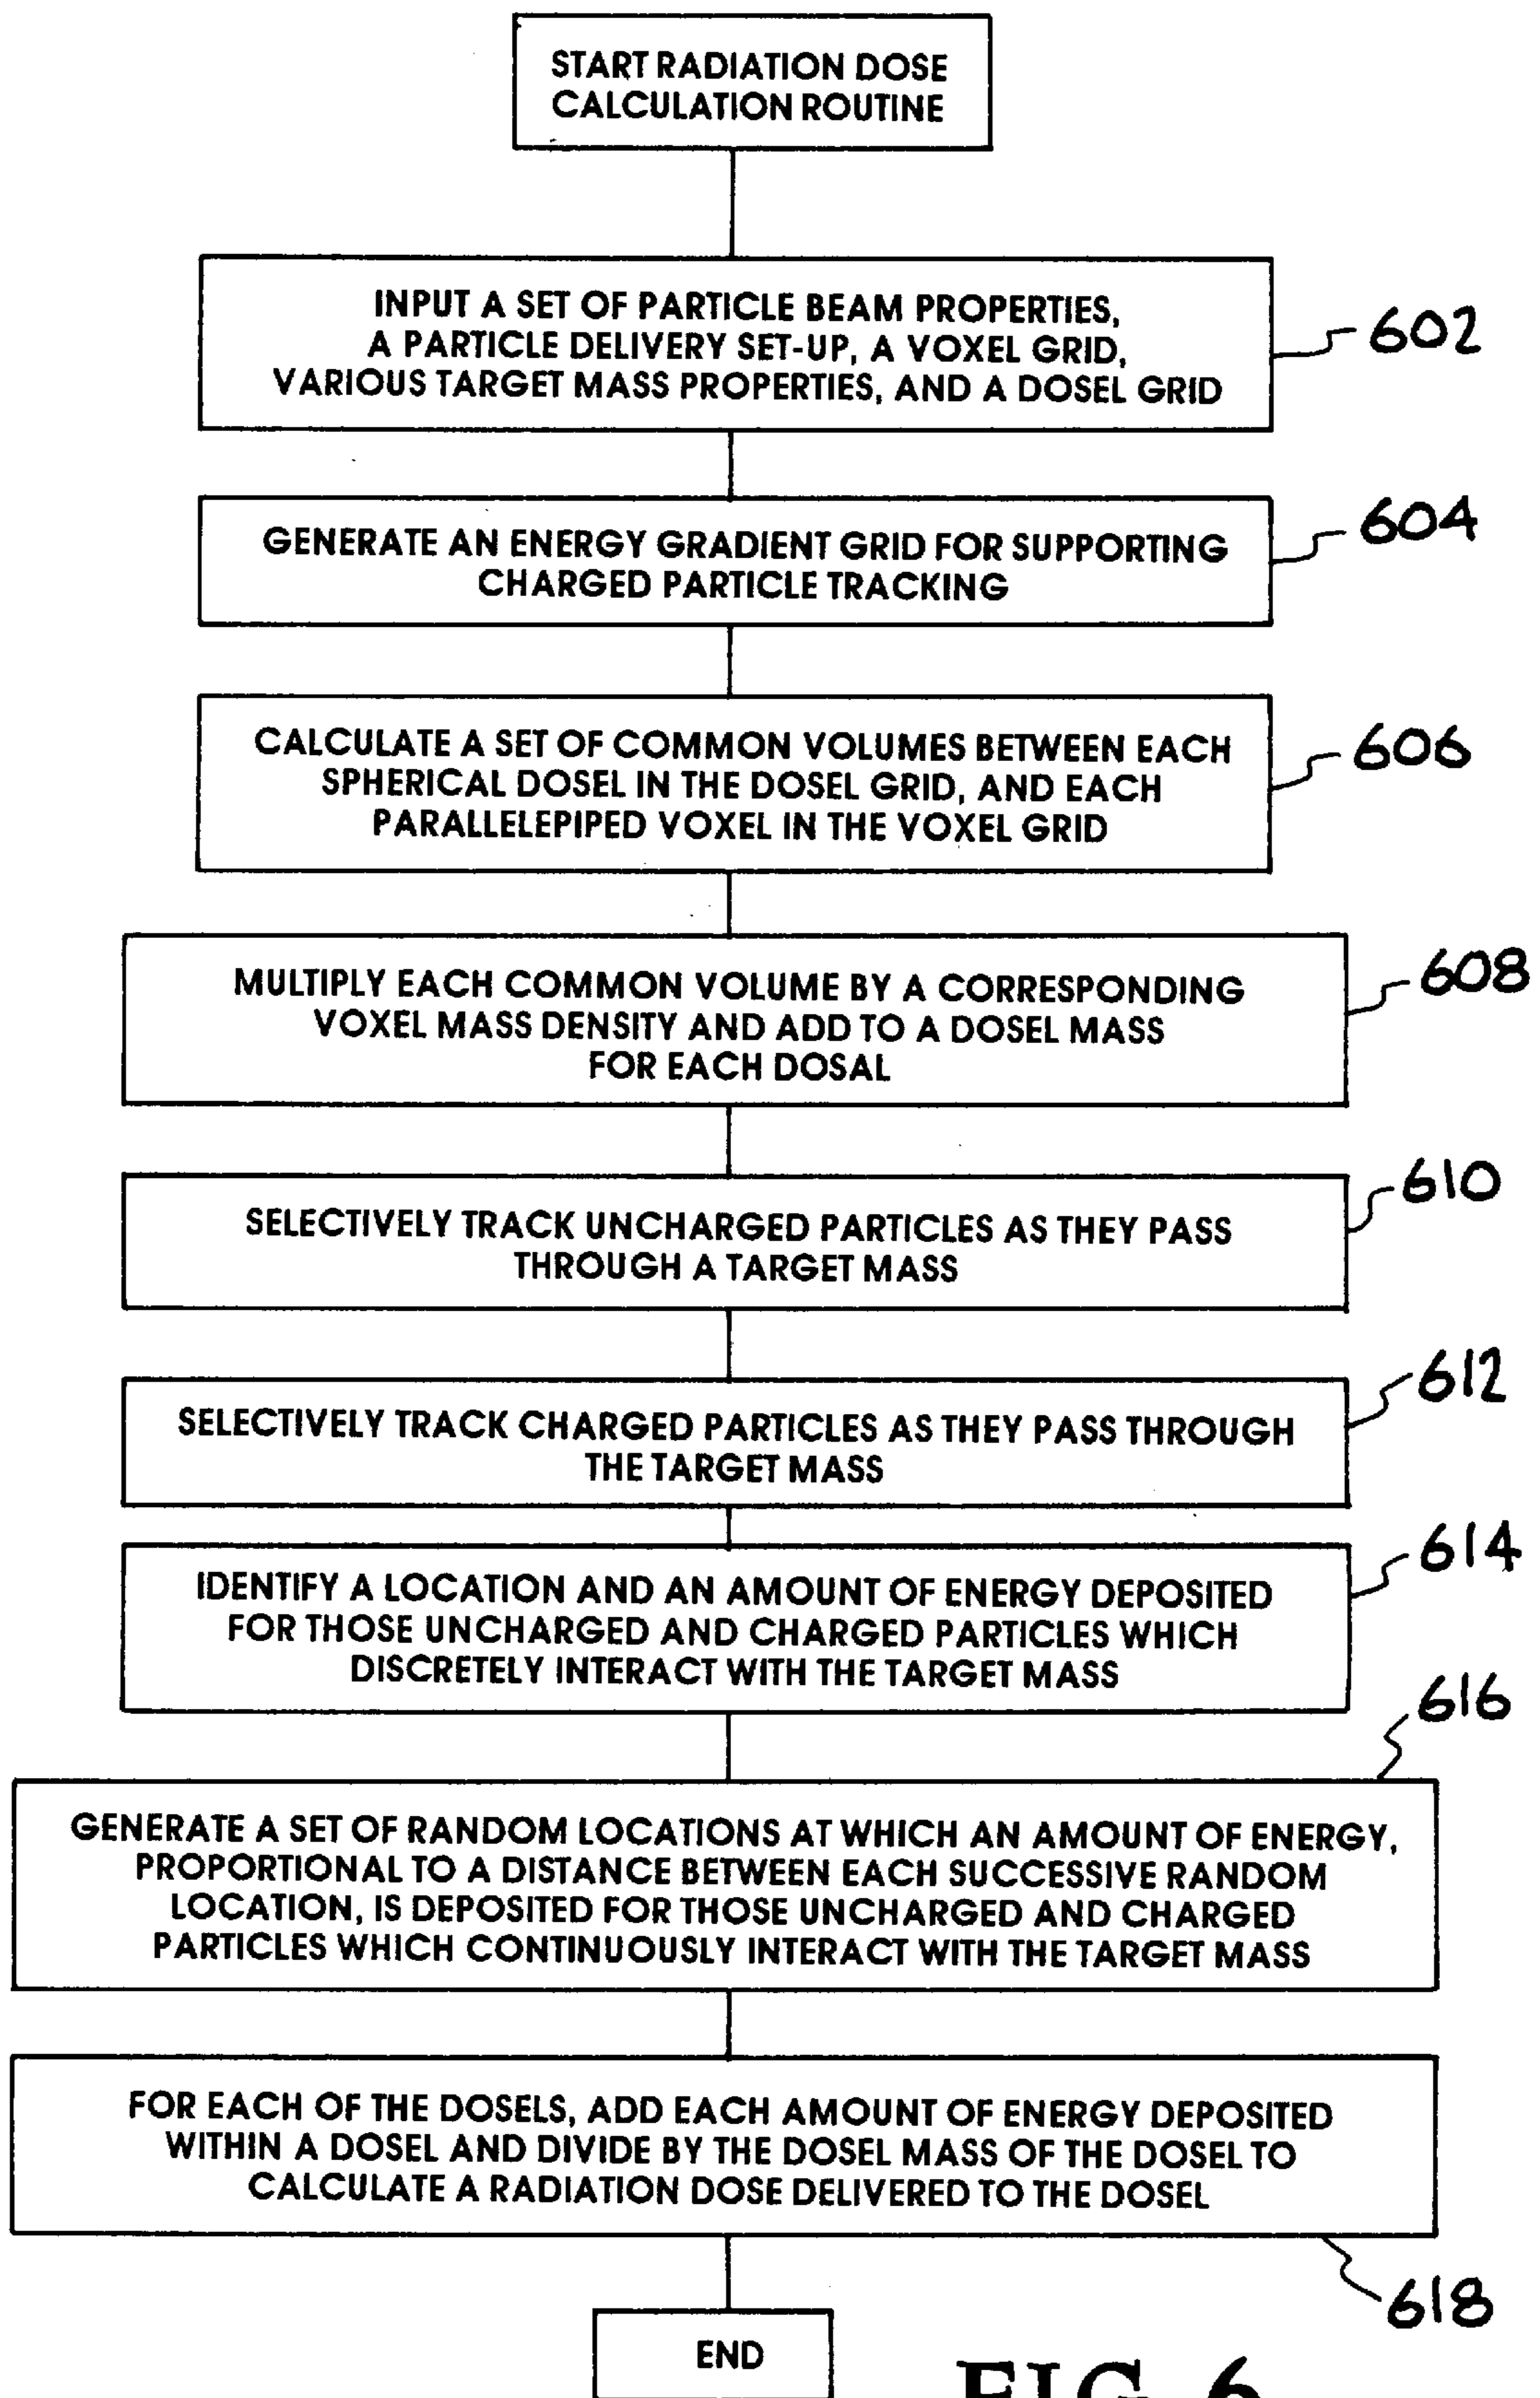 START RADIATION DOSE
CALCULATION ROUTINE
INPUT A SET OF PARTICLE BEAM PROPERTIES,
A PARTICLE DELIVERY SET-UP, A VOXEL GRID,
VARIOUS TARGET MASS PROPERTIES, AND A DOSEL GRID
602
GENERATE AN ENERGY GRADIENT GRID FOR SUPPORTING
CHARGED PARTICLE TRACKING
604
CALCULATE A SET OF COMMON VOLUMES BETWEEN EACH
SPHERICAL DOSEL IN THE DOSEL GRID, AND EACH
PARALLELEPIPED VOXEL IN THE VOXEL GRID
606
MULTIPLY EACH COMMON VOLUME BY A CORRESPONDING
VOXEL MASS DENSITY AND ADD TO A DOSEL MASS
FOR EACH DOSAL
608
SELECTIVELY TRACK UNCHARGED PARTICLES AS THEY PASS
THROUGH A TARGET MASS
610
SELECTIVELY TRACK CHARGED PARTICLES AS THEY PASS THROUGH
THE TARGET MASS
612
IDENTIFY A LOCATION AND AN AMOUNT OF ENERGY DEPOSITED
FOR THOSE UNCHARGED AND CHARGED PARTICLES WHICH
DISCRETELY INTERACT WITH THE TARGET MASS
614
GENERATE A SET OF RANDOM LOCATIONS AT WHICH AN AMOUNT OF ENERGY,
PROPORTIONAL TO A DISTANCE BETWEEN EACH SUCCESSIVE RANDOM
LOCATION, IS DEPOSITED FOR THOSE UNCHARGED AND CHARGED
PARTICLES WHICH CONTINUOUSLY INTERACT WITH THE TARGET MASS
616
FOR EACH OF THE DOSELS, ADD EACH AMOUNT OF ENERGY DEPOSITED
WITHIN A DOSEL AND DIVIDE BY THE DOSEL MASS OF THE DOSEL TO
CALCULATE A RADIATION DOSE DELIVERED TO THE DOSEL
618
END
FIG. 6